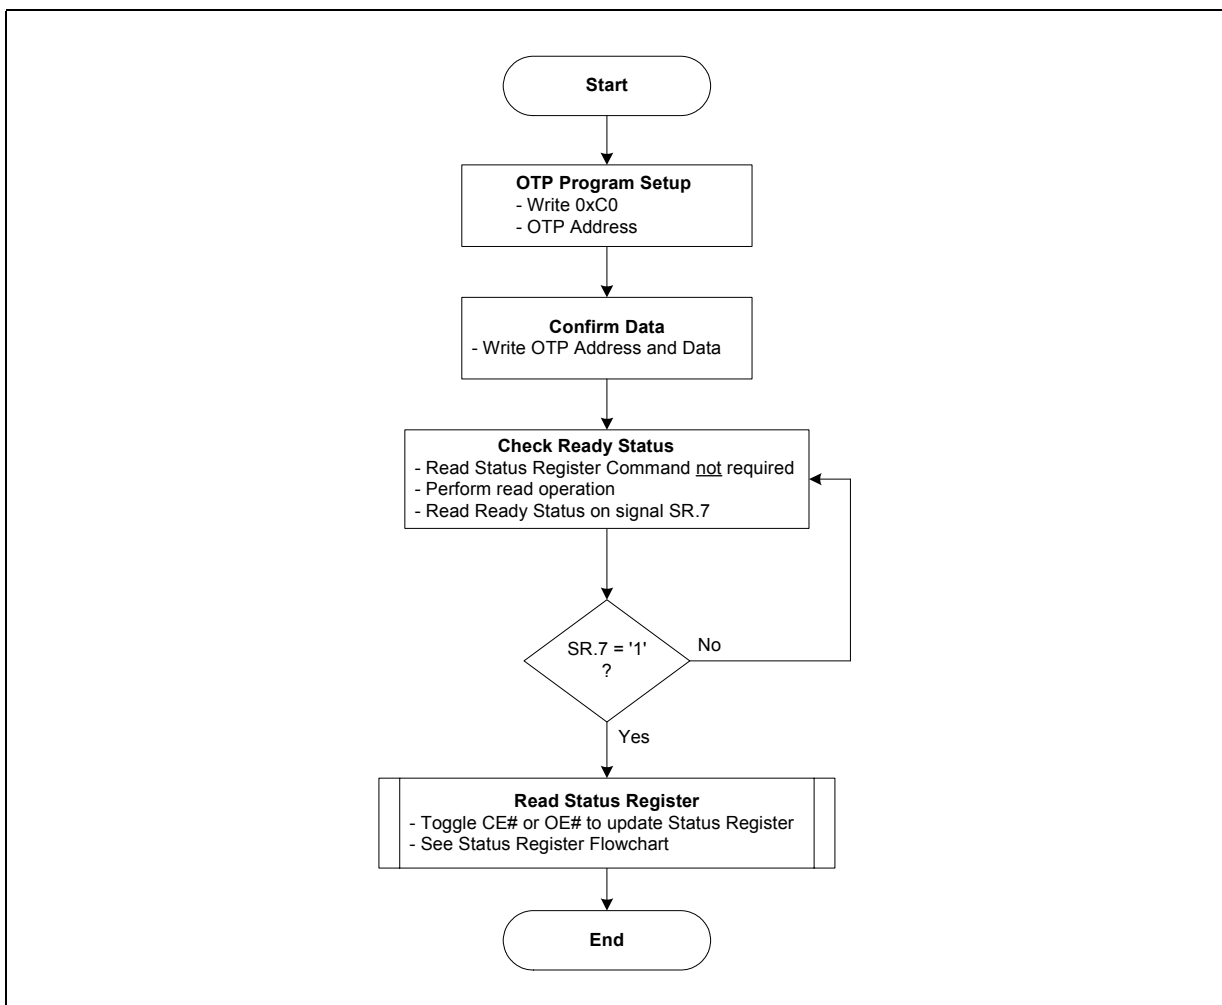 Start
OTP Program Setup
- Write 0xC0
- OTP Address
Confirm Data
- Write OTP Address and Data
Check Ready Status
- Read Status Register Command not required
- Perform read operation
- Read Ready Status on signal SR.7
SR.7 = '1'
?
No
Yes
Read Status Register
- Toggle CE# or OE# to update Status Register
- See Status Register Flowchart
End